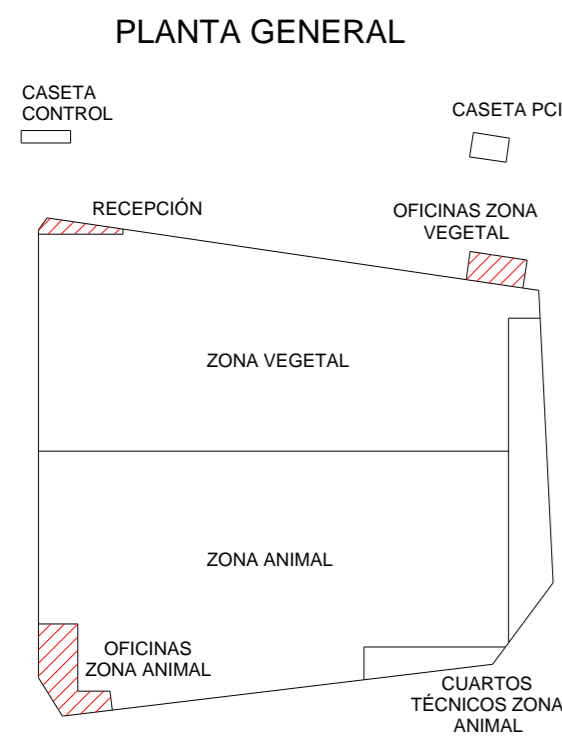 PLANTA GENERAL
CASETA
CONTROL
CASETA PCI
RECEPCIÓN
OFICINAS ZONA
VEGETAL
ZONA VEGETAL
ZONA ANIMAL
OFICINAS
ZONA ANIMAL
CUARTOS
TÉCNICOS ZONA
ANIMAL